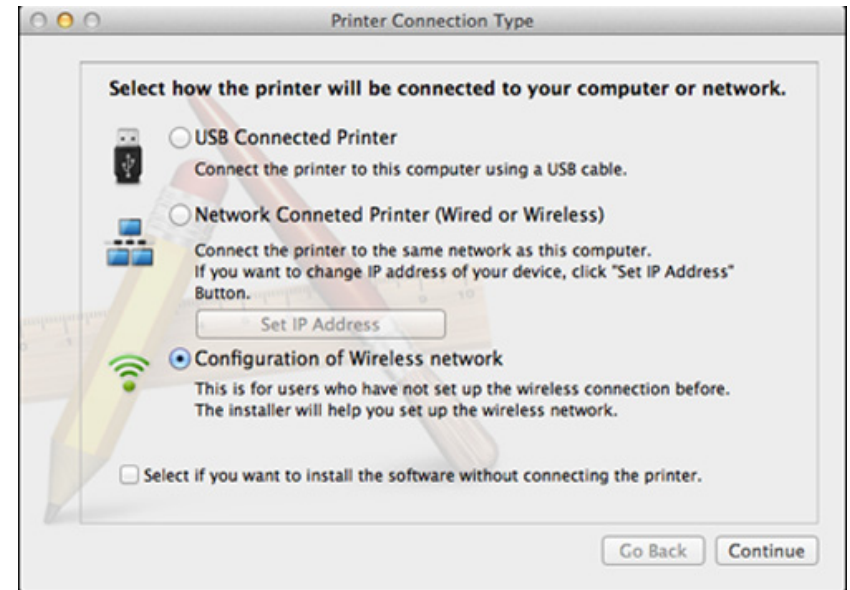 Printer Connection Type
Select how the printer will be connected to your computer or network.
USB Connected Printer
Connect the printer to this computer using a USB cable.
Network Conneted Printer (Wired or Wireless)
Connect the printer to the same network as this computer.
If you want to change IP address of your device, click "Set IP Address"
Button.
Set IP Address
Configuration of Wireless network
This is for users who have not set up the wireless connection before.
The installer will help you set up the wireless network.
Select if you want to install the software without connecting the printer.
Go Back Continue